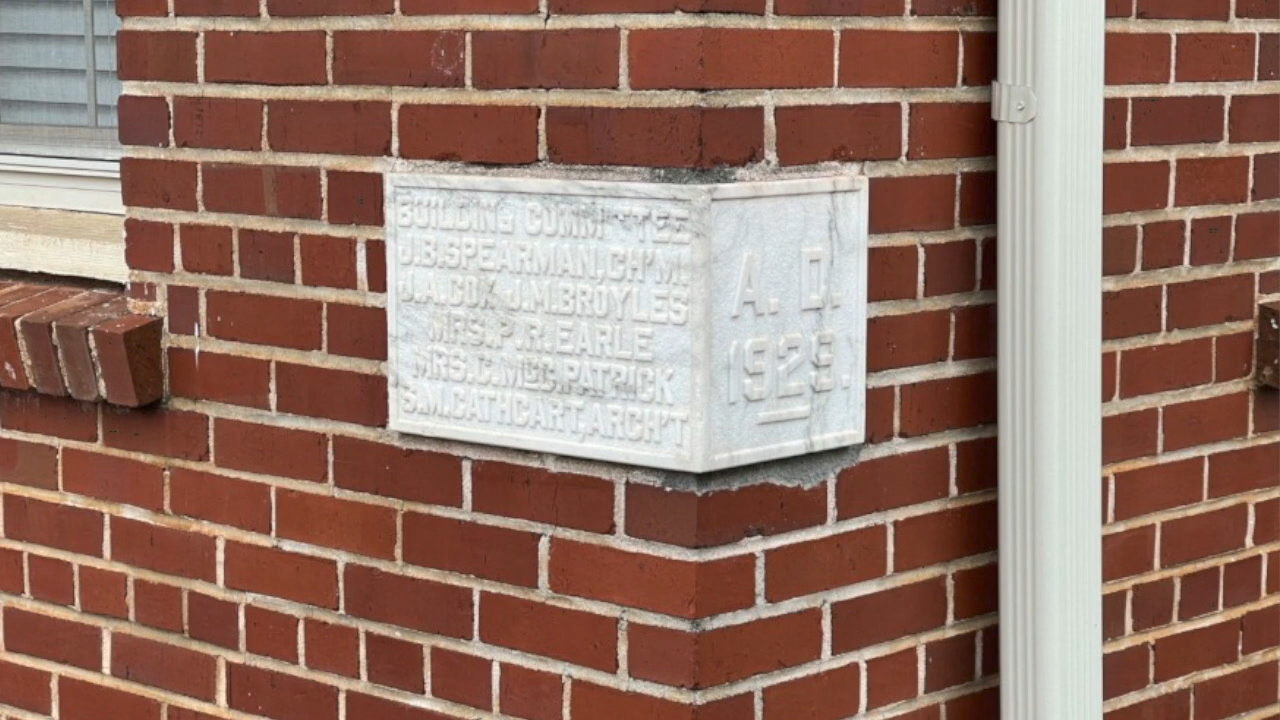 BUILDING COMMITTEE
J.B.SPEARMAN,CH'M.
J.A.COX J.M.BROYLES
MRS.P.R.EARLE
MRS.C.McC.PATRICK
S.M.CATHCART,ARCH'T
A. D.
1929.